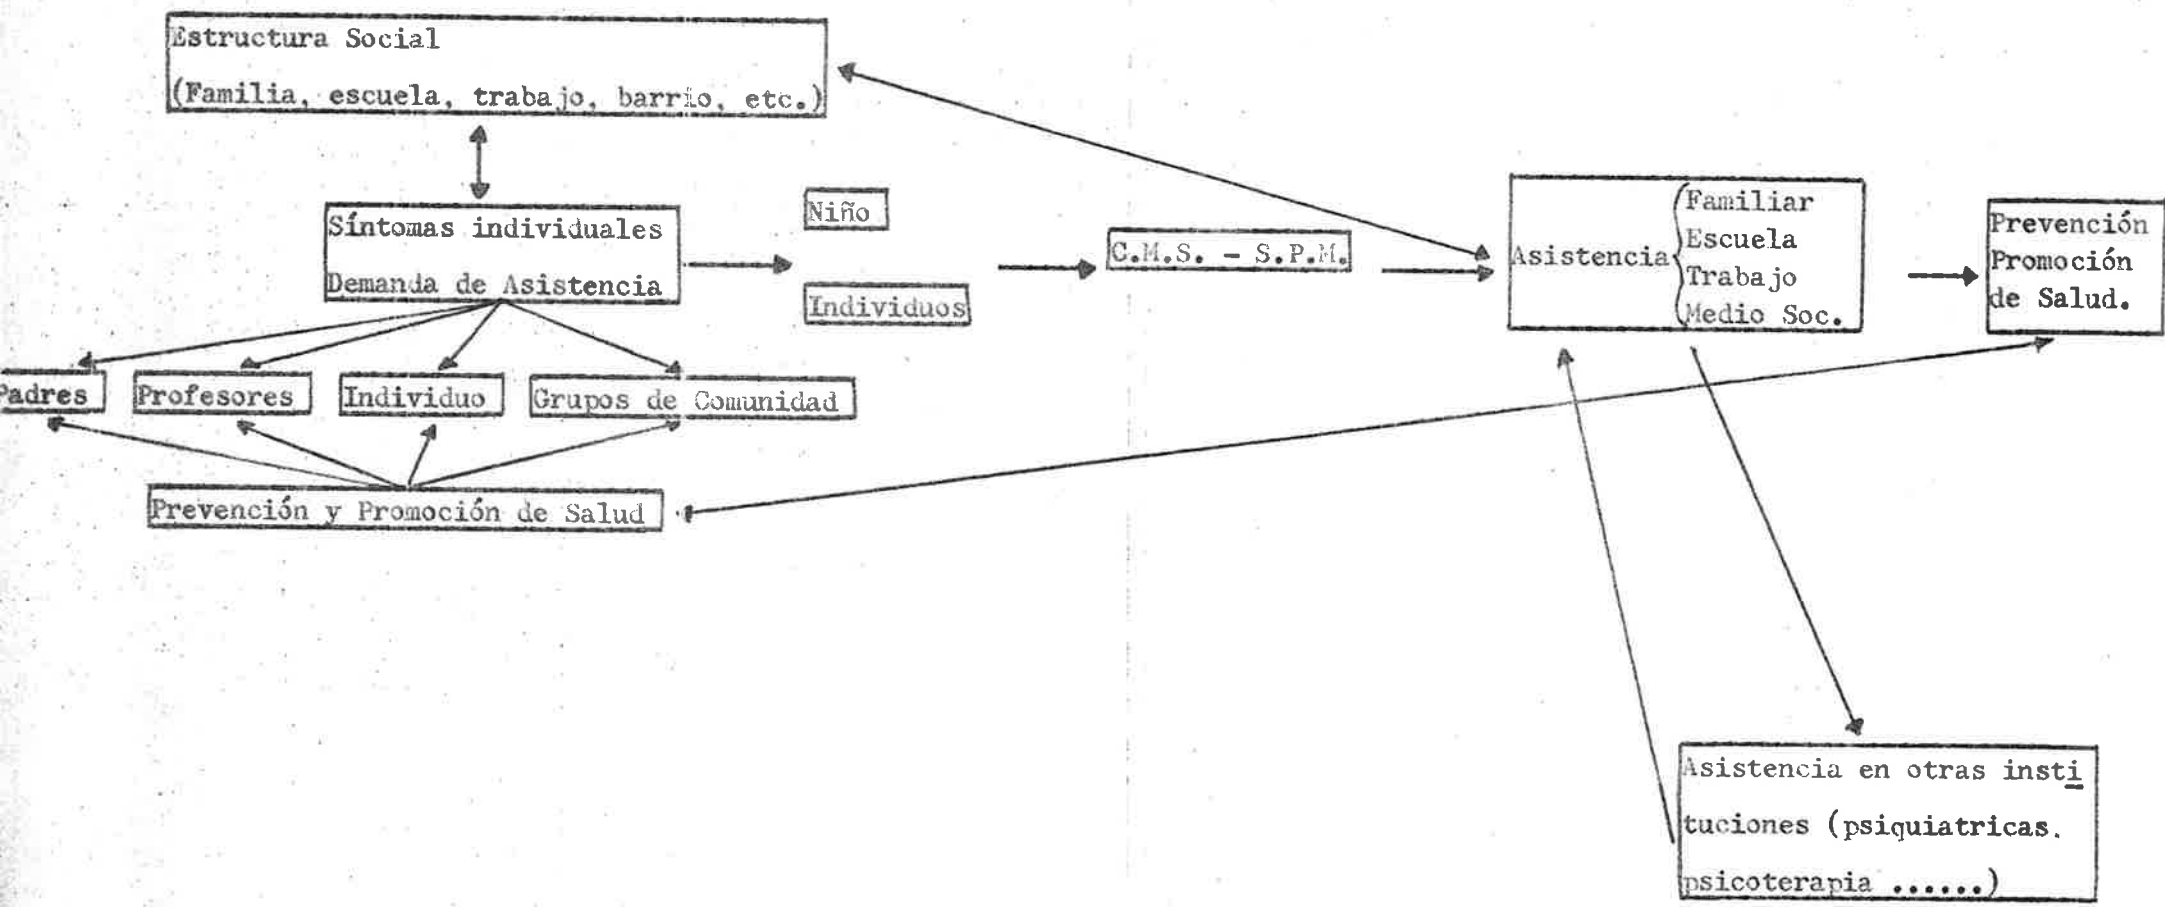 Estructura Social
(Familia, escuela, trabajo, barrio, etc.)
Síntomas individuales
Demanda de Asistencia
Niño
Individuos
C.M.S. - S.P.M.
Asistencia
Familiar
Escuela
Trabajo
Medio Soc.
Prevención
Promoción
de Salud.
Padres
Profesores
Individuo
Grupos de Comunidad
Prevención y Promoción de Salud
Asistencia en otras insti
tuciones (psiquiatricas.
psicoterapia ......)